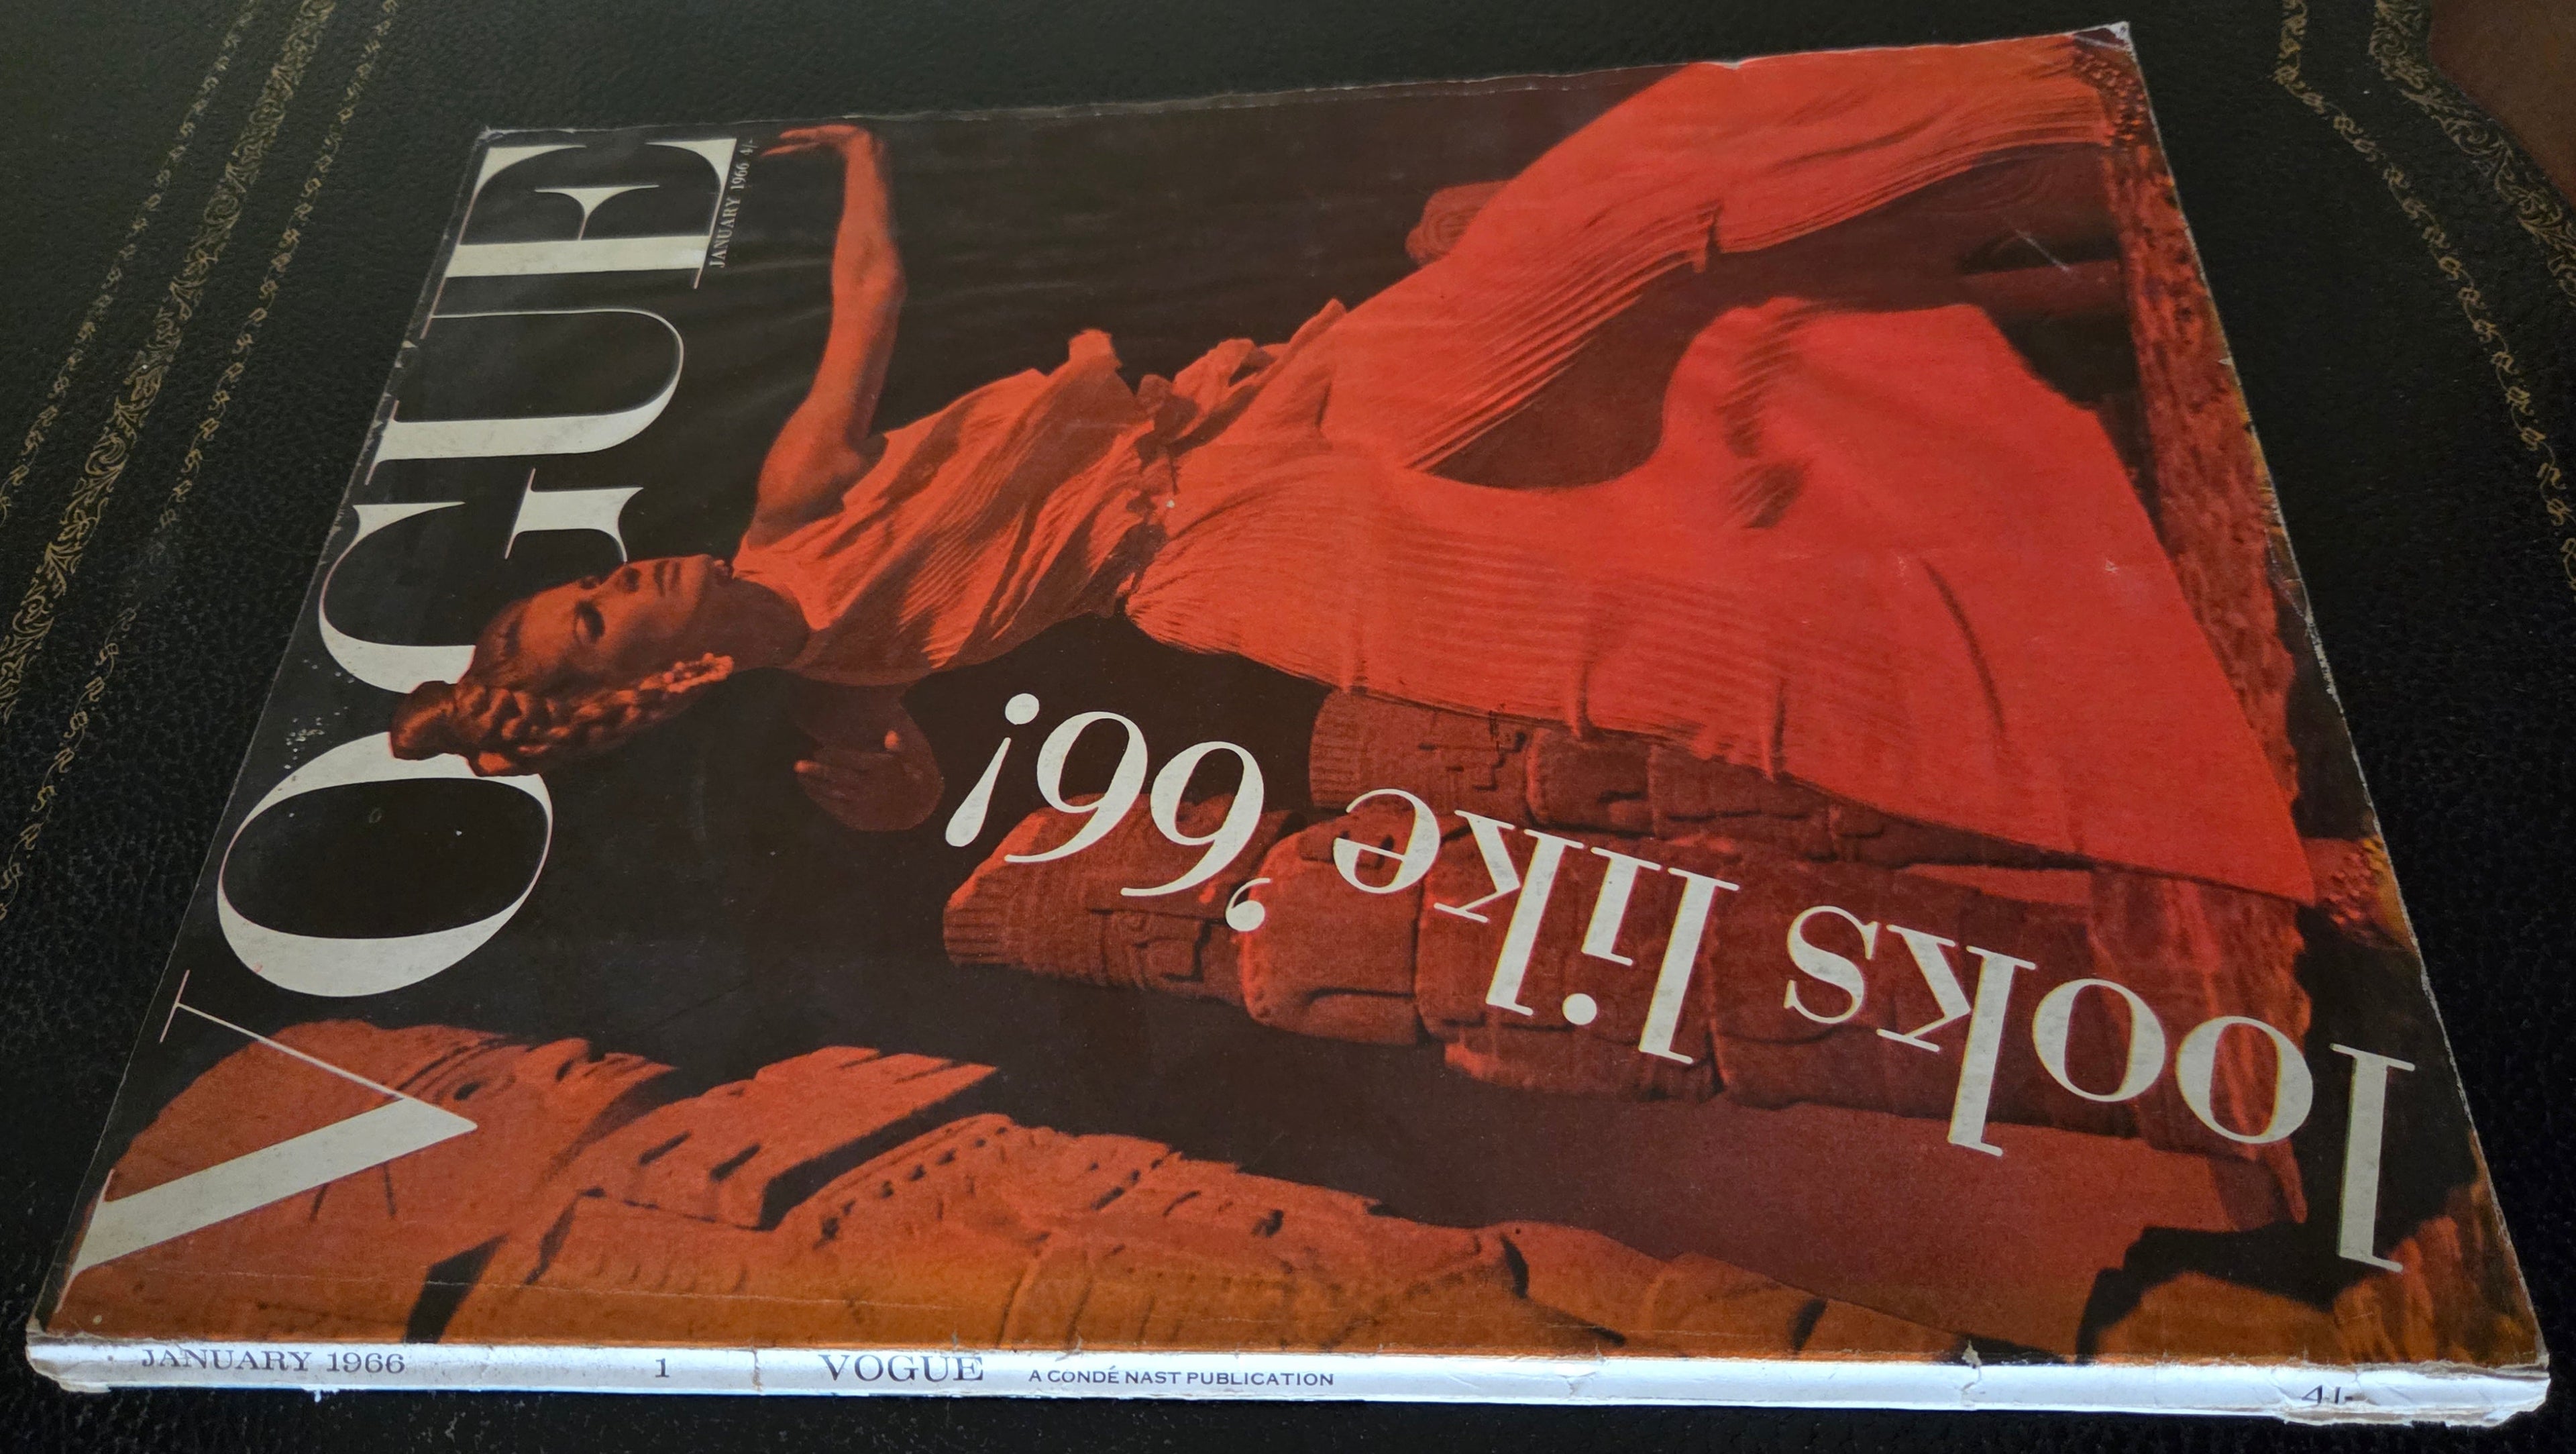 VOGUE
JANUARY 1966 4/-
looks like '66!
JANUARY 1966 1 VOGUE A CONDÉ NAST PUBLICATION 4/-